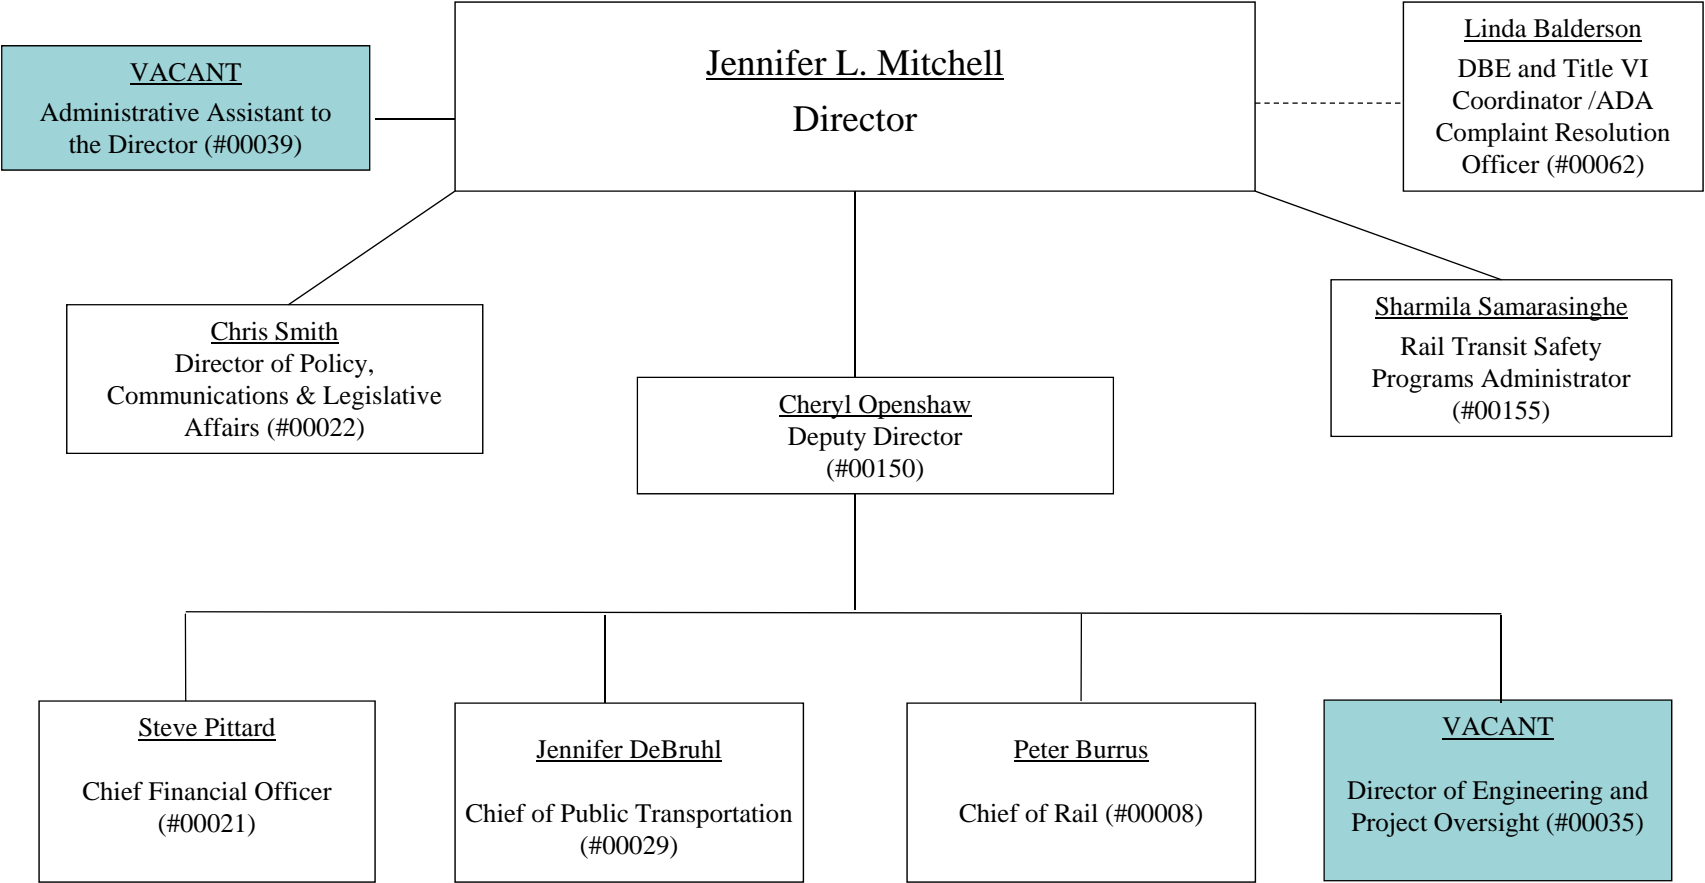 VACANT
Administrative Assistant to
the Director (#00039)
Jennifer L. Mitchell
Director
Linda Balderson
DBE and Title VI
Coordinator /ADA
Complaint Resolution
Officer (#00062)
Chris Smith
Director of Policy,
Communications & Legislative
Affairs (#00022)
Cheryl Openshaw
Deputy Director
(#00150)
Sharmila Samarasinghe
Rail Transit Safety
Programs Administrator
(#00155)
Steve Pittard
Chief Financial Officer
(#00021)
Jennifer DeBruhl
Chief of Public Transportation
(#00029)
Peter Burrus
Chief of Rail (#00008)
VACANT
Director of Engineering and
Project Oversight (#00035)